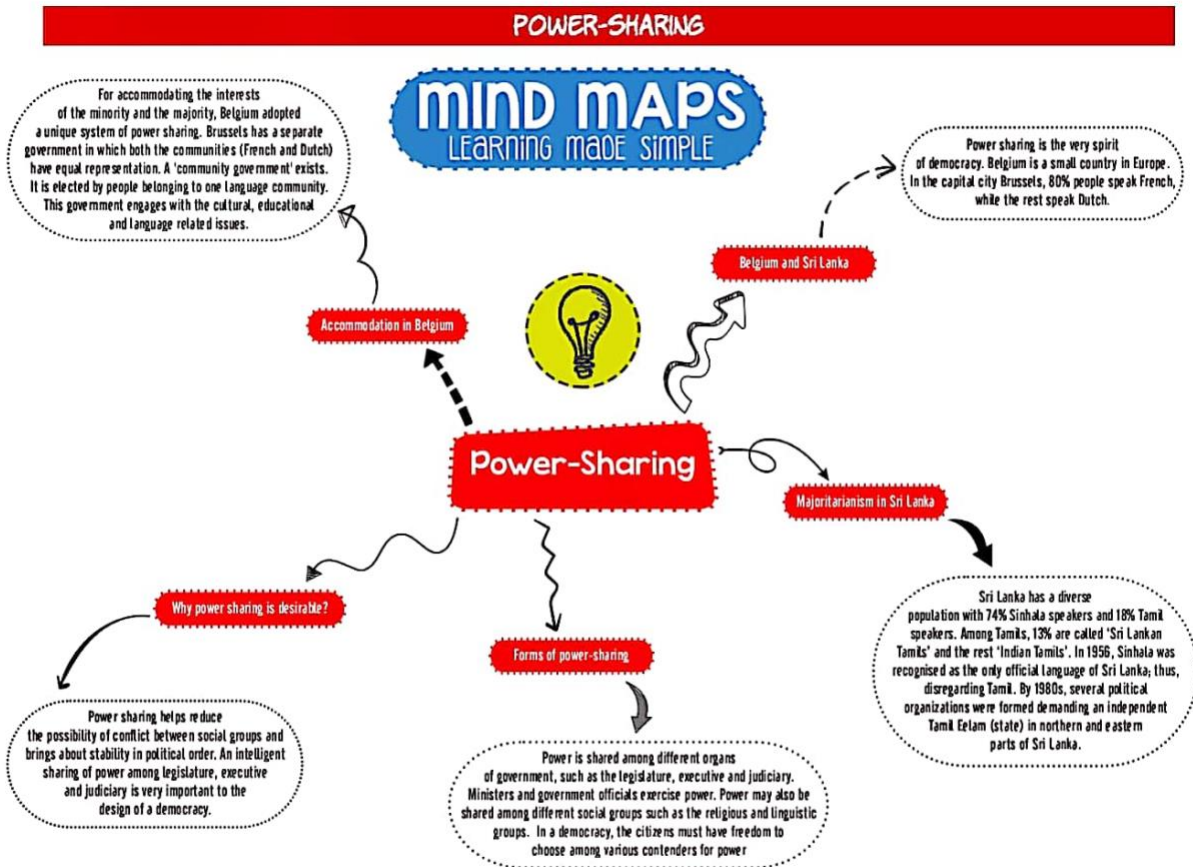 POWER-SHARING
MIND MAPS
LEARNING MADE SIMPLE
For accommodating the interests
of the minority and the majority, Belgium adopted
a unique system of power sharing. Brussels has a separate
government in which both the communities (French and Dutch)
have equal representation. A 'community government' exists.
It is elected by people belonging to one language community.
This government engages with the cultural, educational
and language related issues.
Power sharing is the very spirit
of democracy. Belgium is a small country in Europe.
In the capital city Brussels, 80% people speak French,
while the rest speak Dutch.
Belgium and Sri Lanka
Accommodation in Belgium
Power-Sharing
Majoritarianism in Sri Lanka
Why power sharing is desirable?
Forms of power-sharing
Sri Lanka has a diverse
population with 74% Sinhala speakers and 18% Tamil
speakers. Among Tamils, 13% are called 'Sri Lankan
Tamils' and the rest 'Indian Tamils'. In 1956, Sinhala was
recognised as the only official language of Sri Lanka; thus,
disregarding Tamil. By 1980s, several political
organizations were formed demanding an independent
Tamil Eelam (state) in northern and eastern
parts of Sri Lanka.
Power sharing helps reduce
the possibility of conflict between social groups and
brings about stability in political order. An intelligent
sharing of power among legislature, executive
and judiciary is very important to the
design of a democracy.
Power is shared among different organs
of government, such as the legislature, executive and judiciary.
Ministers and government officials exercise power. Power may also be
shared among different social groups such as the religious and linguistic
groups. In a democracy, the citizens must have freedom to
choose among various contenders for power